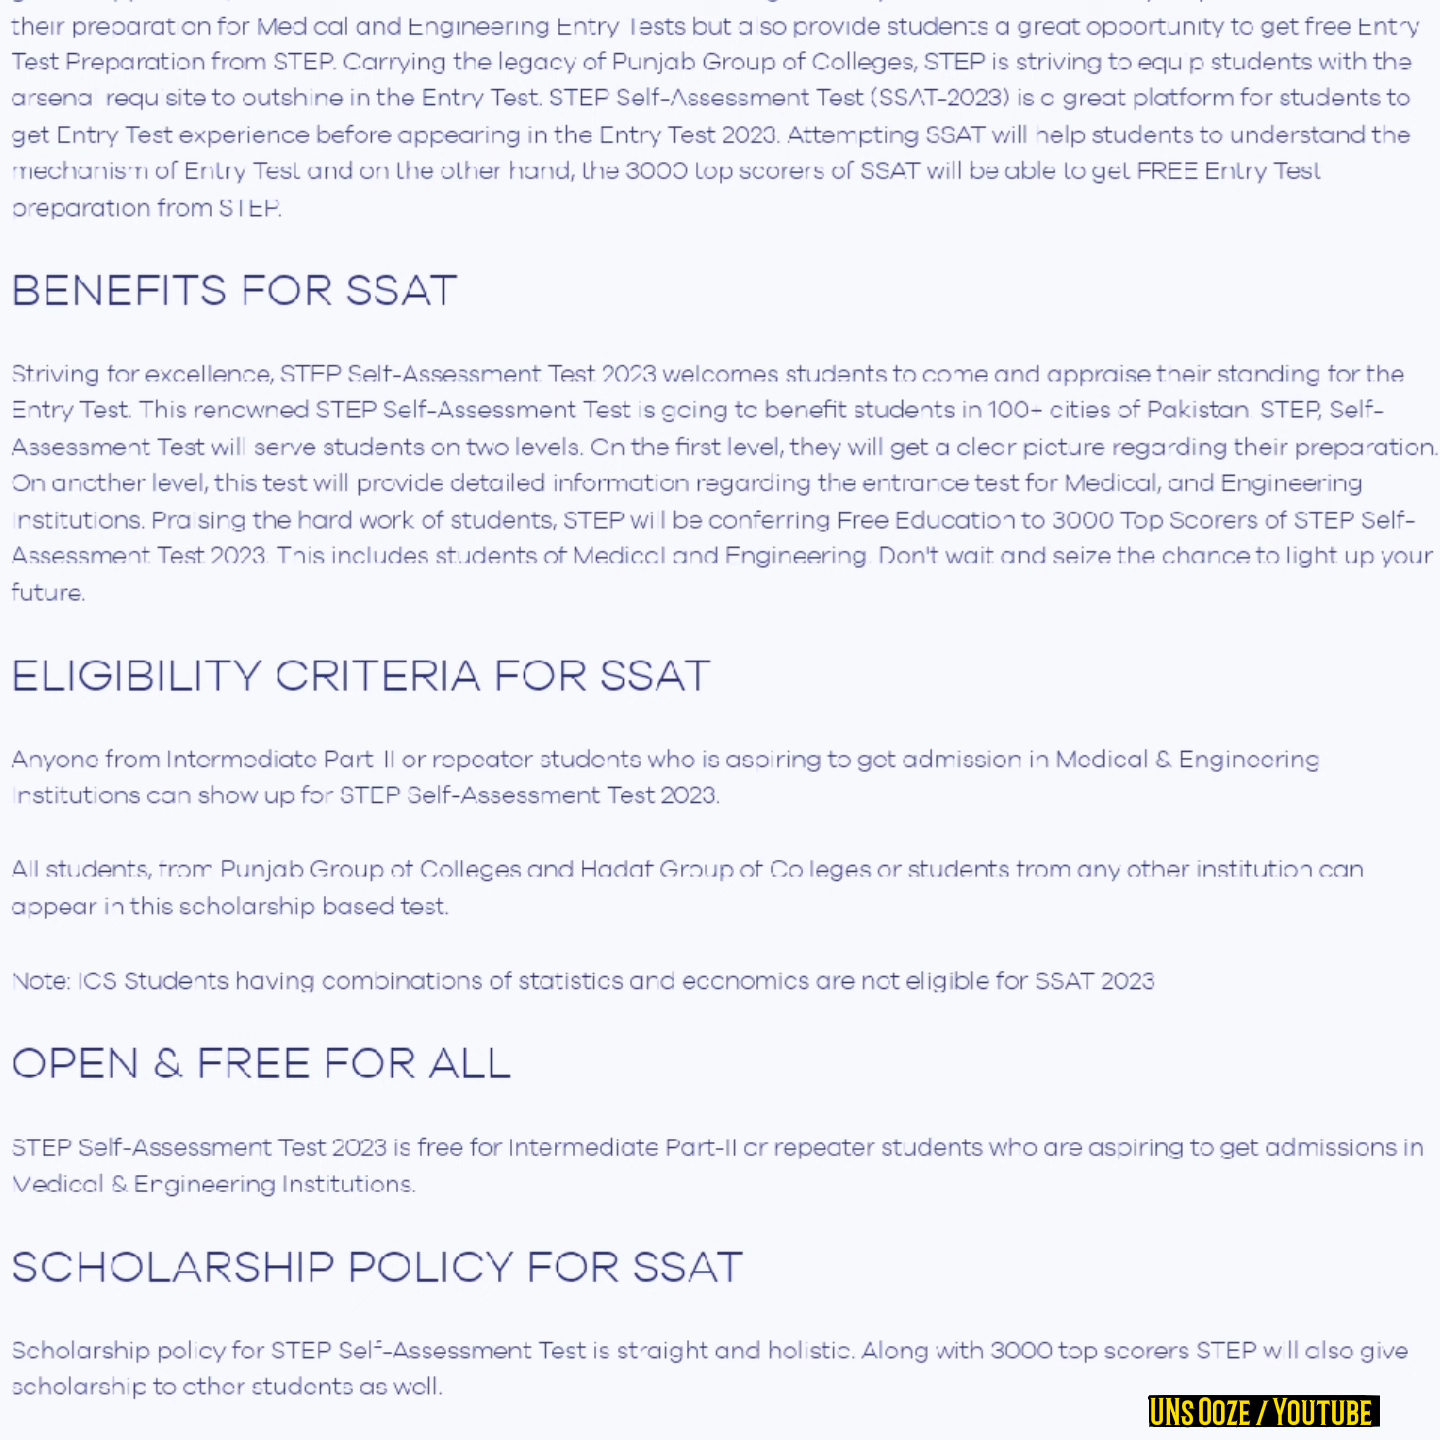 their preparation for Medical and Engineering Entry Tests but also provide students a great opportunity to get free Entry
Test Preparation from STEP. Carrying the legacy of Punjab Group of Colleges, STEP is striving to equip students with the
arsenal requisite to outshine in the Entry Test. STEP Self-Assessment Test (SSAT-2023) is a great platform for students to
get Entry Test experience before appearing in the Entry Test 2023. Attempting SSAT will help students to understand the
mechanism of Entry Test and on the other hand, the 3000 top scorers of SSAT will be able to get FREE Entry Test
preparation from STEP.
BENEFITS FOR SSAT
Striving for excellence, STEP Self-Assessment Test 2023 welcomes students to come and appraise their standing for the
Entry Test. This renowned STEP Self-Assessment Test is going to benefit students in 100+ cities of Pakistan. STEP, Self-
Assessment Test will serve students on two levels. On the first level, they will get a clear picture regarding their preparation.
On another level, this test will provide detailed information regarding the entrance test for Medical, and Engineering
Institutions. Praising the hard work of students, STEP will be conferring Free Education to 3000 Top Scorers of STEP Self-
Assessment Test 2023. This includes students of Medical and Engineering. Don't wait and seize the chance to light up your
future.
ELIGIBILITY CRITERIA FOR SSAT
Anyone from Intermediate Part-II or repeater students who is aspiring to get admission in Medical & Engineering
Institutions can show up for STEP Self-Assessment Test 2023.
All students, from Punjab Group of Colleges and Hadaf Group of Colleges or students from any other institution can
appear in this scholarship based test.
Note: ICS Students having combinations of statistics and economics are not eligible for SSAT 2023
OPEN & FREE FOR ALL
STEP Self-Assessment Test 2023 is free for Intermediate Part-II or repeater students who are aspiring to get admissions in
Medical & Engineering Institutions.
SCHOLARSHIP POLICY FOR SSAT
Scholarship policy for STEP Self-Assessment Test is straight and holistic. Along with 3000 top scorers STEP will also give
scholarship to other students as well.
UNS OOZE / YOUTUBE